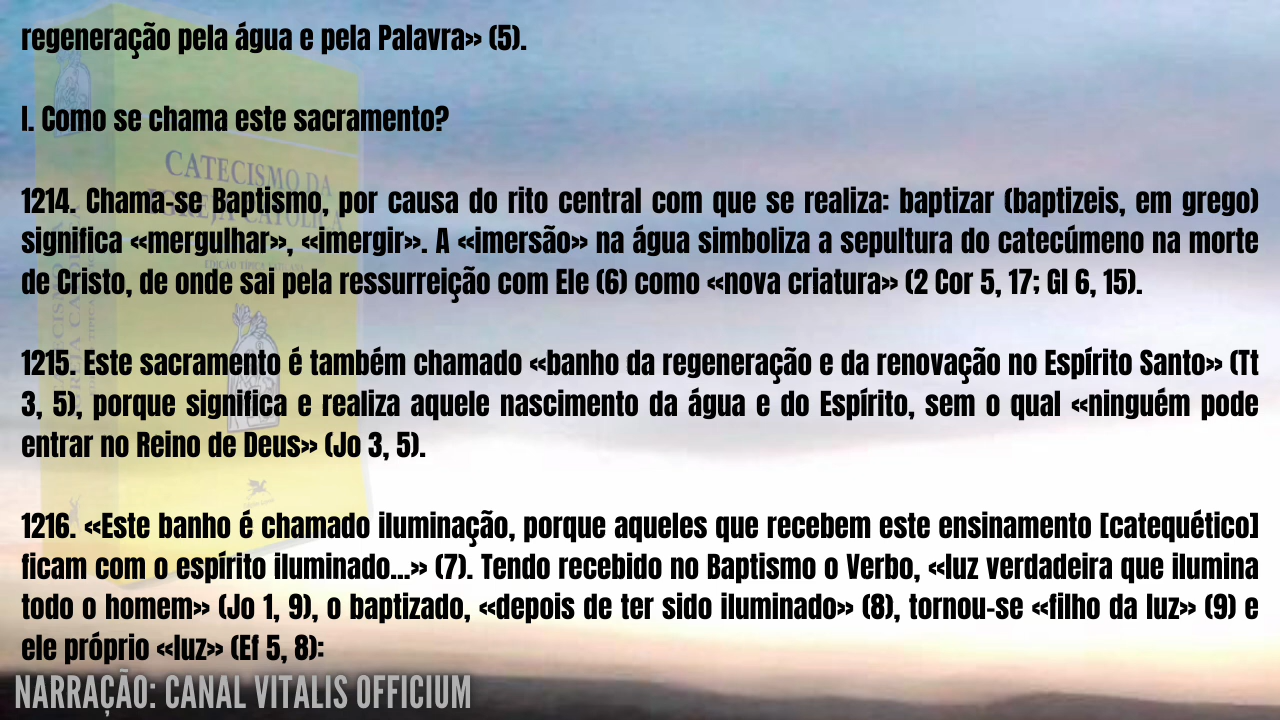 regeneração pela água e pela Palavra» (5).
I. Como se chama este sacramento?
1214. Chama-se Baptismo, por causa do rito central com que se realiza: baptizar (baptizeis, em grego)
significa «mergulhar», «imergir». A «imersão» na água simboliza a sepultura do catecúmeno na morte
de Cristo, de onde sai pela ressurreição com Ele (6) como «nova criatura» (2 Cor 5, 17; Gl 6, 15).
1215. Este sacramento é também chamado «banho da regeneração e da renovação no Espírito Santo» (Tt
3, 5), porque significa e realiza aquele nascimento da água e do Espírito, sem o qual «ninguém pode
entrar no Reino de Deus» (Jo 3, 5).
1216. «Este banho é chamado iluminação, porque aqueles que recebem este ensinamento [catequético]
ficam com o espírito iluminado...» (7). Tendo recebido no Baptismo o Verbo, «luz verdadeira que ilumina
todo o homem» (Jo 1, 9), o baptizado, «depois de ter sido iluminado» (8), tornou-se «filho da luz» (9) e
ele próprio «luz» (Ef 5, 8):
CATECISMO DA
IGREJA CATÓLICA
NARRAÇÃO: CANAL VITALIS OFFICIUM